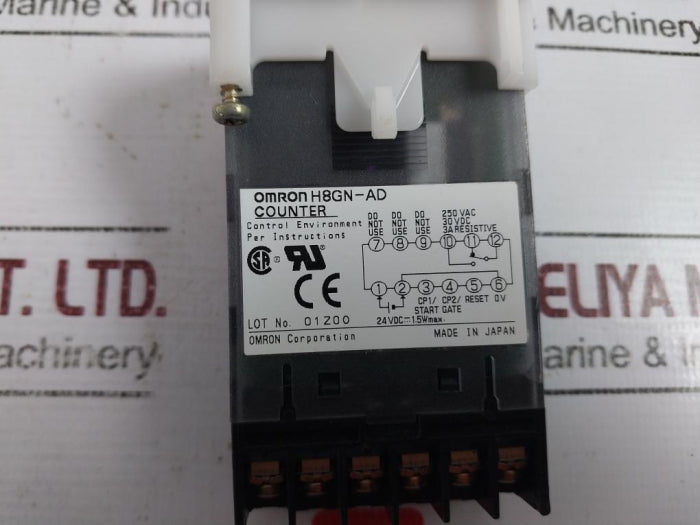 Marine & Indu
s Machinery
OMRON H8GN-AD
COUNTER
Control Environment
Per Instructions
DO NOT USE DO NOT USE DO NOT USE
250 VAC
30 VDC
3A RESISTIVE
7 8 9 10 11 12
1 2 3 4 5 6
CP1/ CP2/ RESET 0V
START GATE
24VDC⎓1.5Wmax.
CE
LOT No. 01Z00
OMRON Corporation
MADE IN JAPAN
T. LTD.
ELIYA M
achinery
arine & I